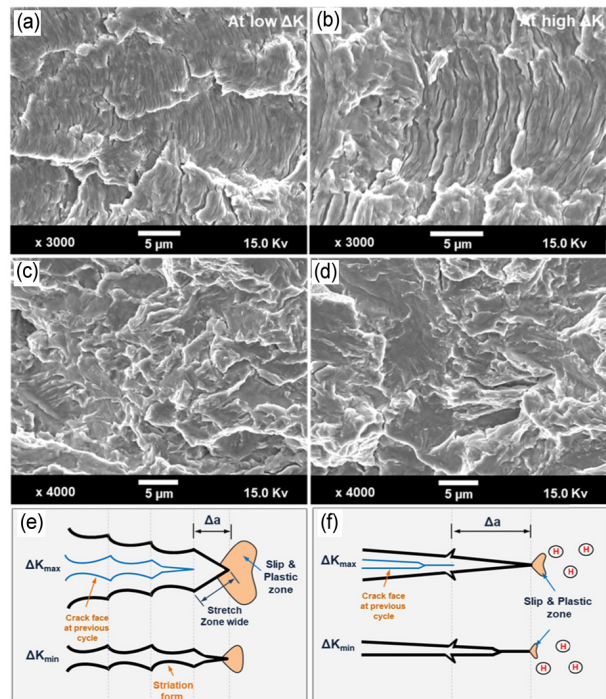 (a)
At low ΔK
x 3000
5 µm
15.0 Kv
(b)
At high ΔK
x 3000
5 µm
15.0 Kv
(c)
x 4000
5 µm
15.0 Kv
(d)
x 4000
5 µm
15.0 Kv
(e)
Δa
ΔKmax
Slip &
Plastic
zone
Crack face
at previous
cycle
Stretch
Zone wide
ΔKmin
Striation
form
(f)
Δa
ΔKmax
H
H
H
Crack face
at previous
cycle
Slip & Plastic
zone
ΔKmin
H
H
H